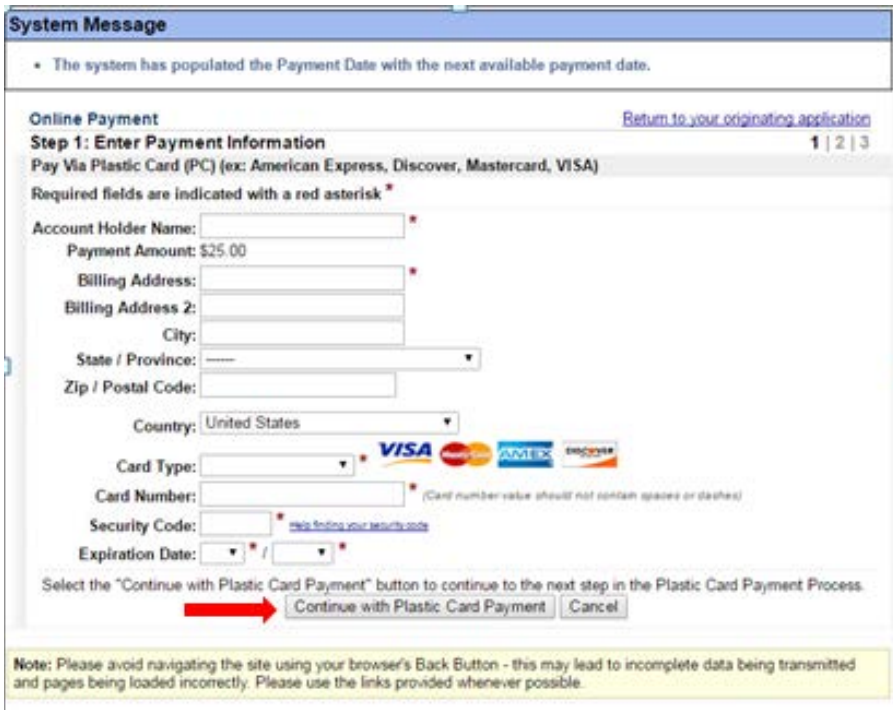 System Message
• The system has populated the Payment Date with the next available payment date.
Online Payment Return to your originating application
Step 1: Enter Payment Information 1 | 2 | 3
Pay Via Plastic Card (PC) (ex: American Express, Discover, Mastercard, VISA)
Required fields are indicated with a red asterisk *
Account Holder Name: *
Payment Amount: $25.00
Billing Address: *
Billing Address 2:
City:
State / Province: ------
Zip / Postal Code:
Country: United States
Card Type: * VISA MasterCard AMEX DISCOVER
Card Number: * (Card number value should not contain spaces or dashes)
Security Code: * Help finding your security code
Expiration Date: * / *
Select the "Continue with Plastic Card Payment" button to continue to the next step in the Plastic Card Payment Process.
Continue with Plastic Card Payment Cancel
Note: Please avoid navigating the site using your browser's Back Button - this may lead to incomplete data being transmitted
and pages being loaded incorrectly. Please use the links provided whenever possible.